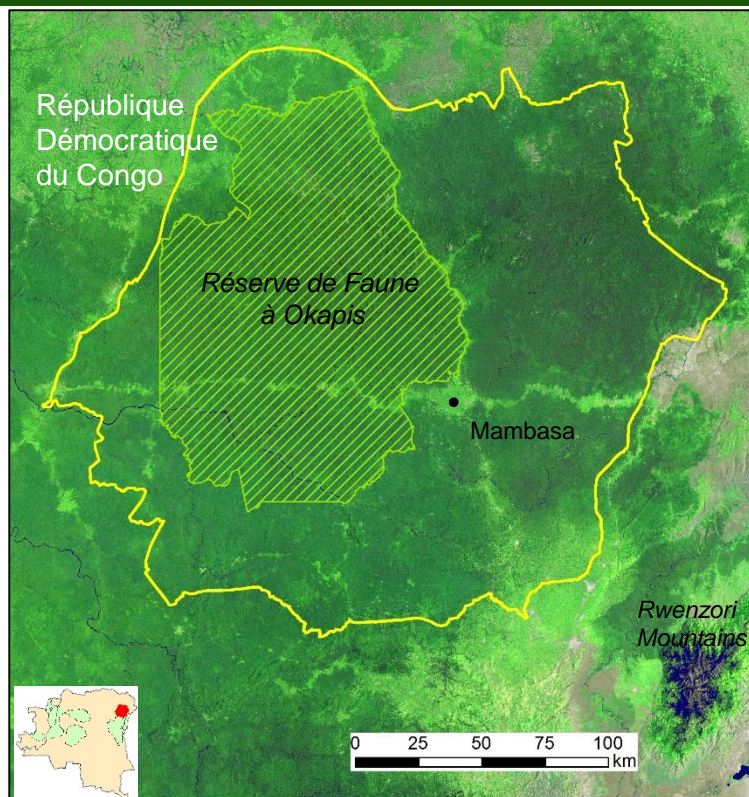 République
Démocratique
du Congo
Réserve de Faune
à Okapis
Mambasa
Rwenzori
Mountains
0 25 50 75 100
km